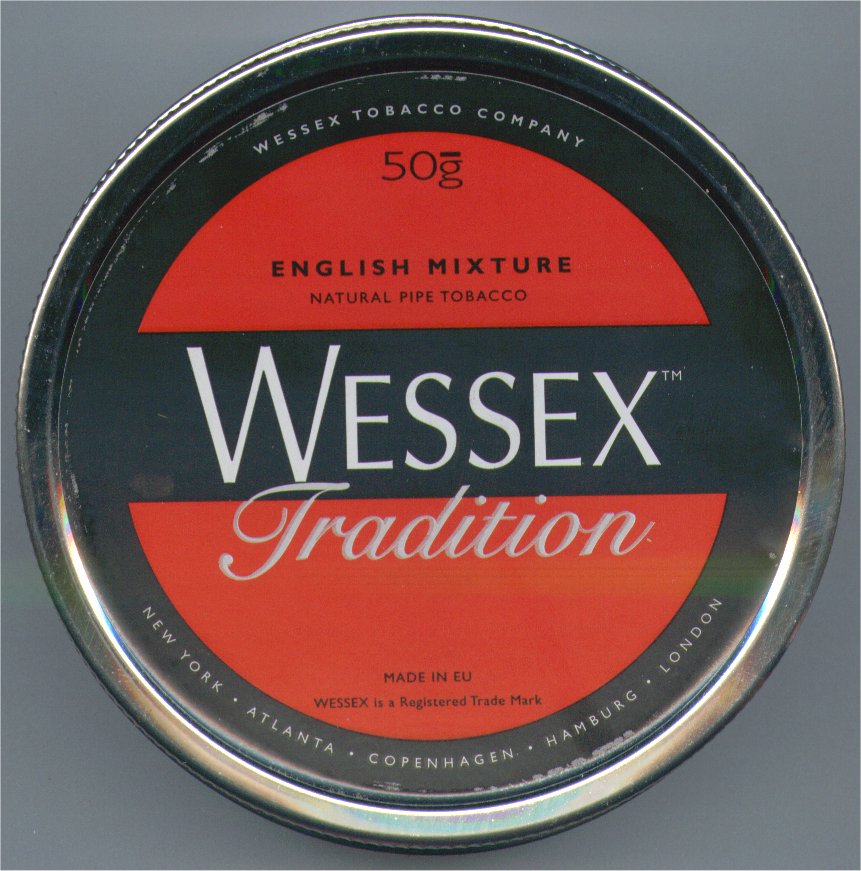 WESSEX TOBACCO COMPANY
50g
ENGLISH MIXTURE
NATURAL PIPE TOBACCO
WESSEX™
Tradition
MADE IN EU
WESSEX is a Registered Trade Mark
NEW YORK • ATLANTA • COPENHAGEN • HAMBURG • LONDON